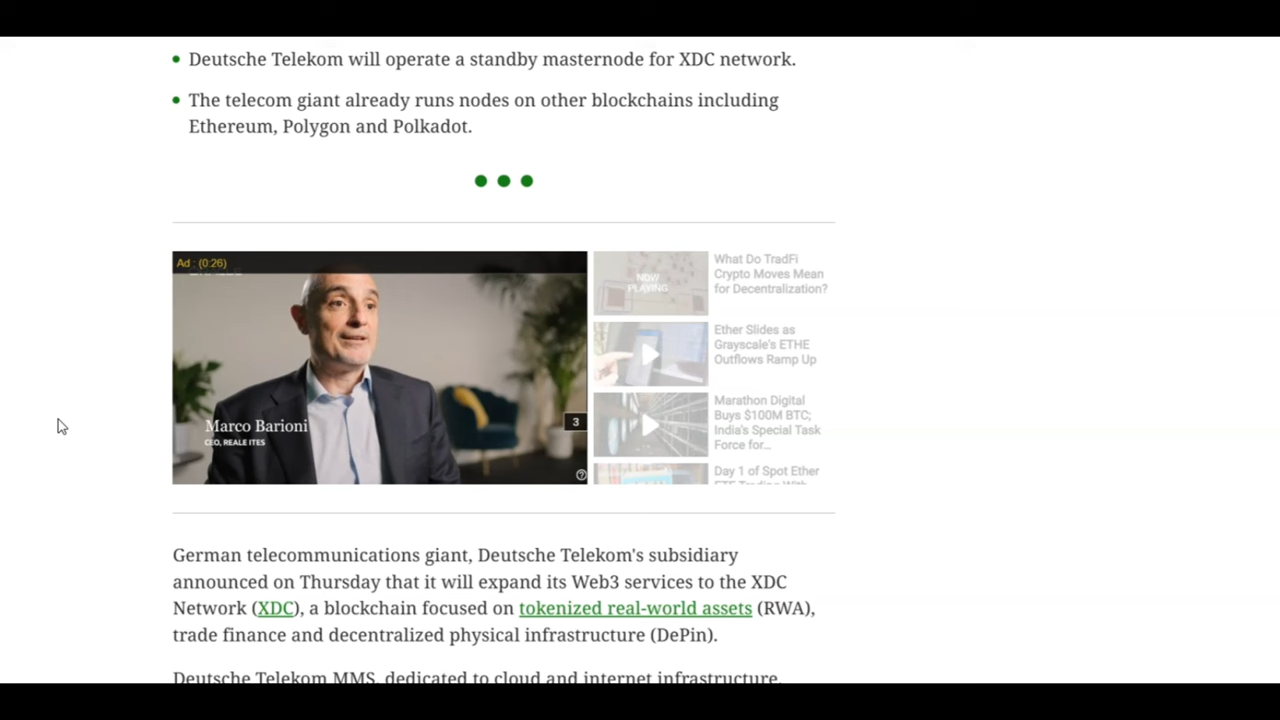 Deutsche Telekom will operate a standby masternode for XDC network.
The telecom giant already runs nodes on other blockchains including
Ethereum, Polygon and Polkadot.
Ad : (0:26)
Marco Barioni
CEO, REALE ITES
3
NOW
PLAYING
What Do TradFi
Crypto Moves Mean
for Decentralization?
Ether Slides as
Grayscale's ETHE
Outflows Ramp Up
Marathon Digital
Buys $100M BTC;
India's Special Task
Force for...
Day 1 of Spot Ether
ETF Trading With
German telecommunications giant, Deutsche Telekom's subsidiary
announced on Thursday that it will expand its Web3 services to the XDC
Network (XDC), a blockchain focused on tokenized real-world assets (RWA),
trade finance and decentralized physical infrastructure (DePin).
Deutsche Telekom MMS, dedicated to cloud and internet infrastructure,